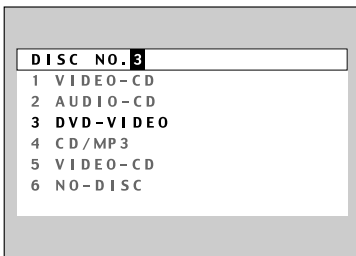 DISC NO.3
1 VIDEO-CD
2 AUDIO-CD
3 DVD-VIDEO
4 CD/MP3
5 VIDEO-CD
6 NO-DISC